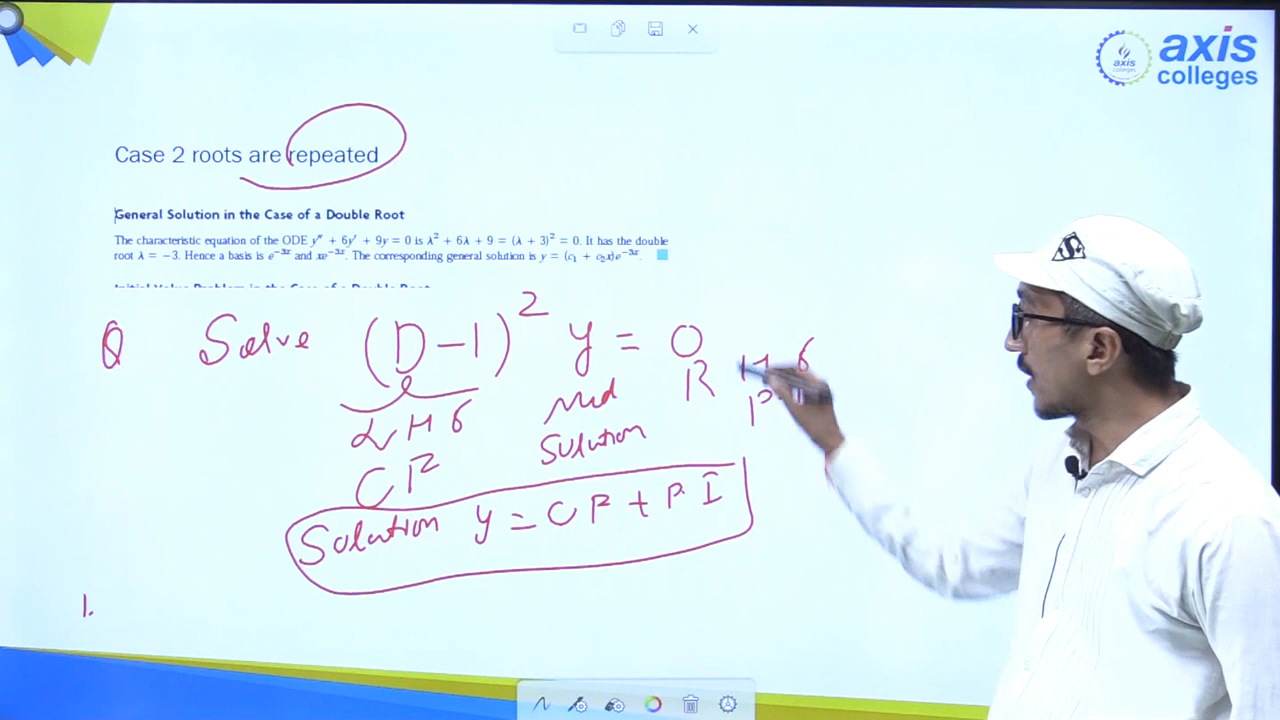 axis
colleges
axis
colleges
Case 2 roots are repeated
General Solution in the Case of a Double Root
The characteristic equation of the ODE y″ + 6y′ + 9y = 0 is λ² + 6λ + 9 = (λ + 3)² = 0. It has the double
root λ = −3. Hence a basis is e⁻³ˣ and xe⁻³ˣ. The corresponding general solution is y = (c₁ + c₂x)e⁻³ˣ.
Q Solve (D-1)² y = 0
LHS R H S
CF Solution P I
Solution y = CF + P.I
1.